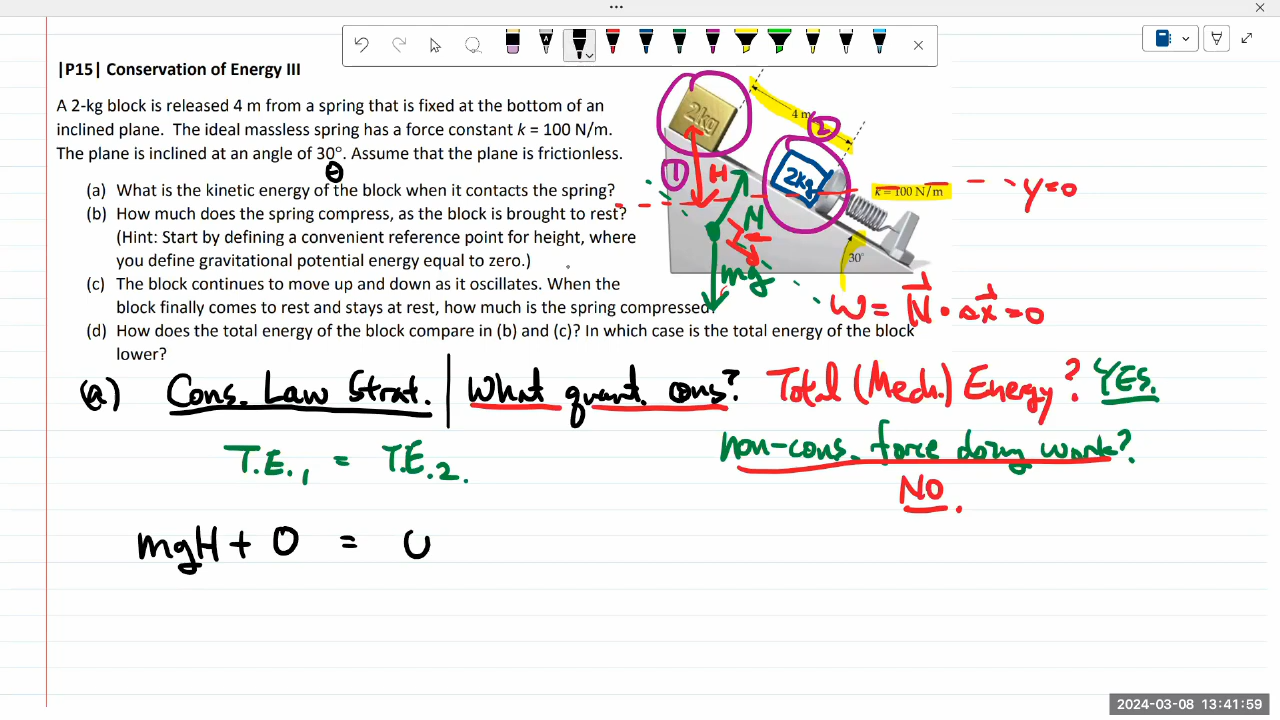 |P15| Conservation of Energy III
A 2-kg block is released 4 m from a spring that is fixed at the bottom of an
inclined plane. The ideal massless spring has a force constant k = 100 N/m.
The plane is inclined at an angle of 30°. Assume that the plane is frictionless.
θ
(a) What is the kinetic energy of the block when it contacts the spring?
(b) How much does the spring compress, as the block is brought to rest?
(Hint: Start by defining a convenient reference point for height, where
you define gravitational potential energy equal to zero.)
(c) The block continues to move up and down as it oscillates. When the
block finally comes to rest and stays at rest, how much is the spring compressed?
(d) How does the total energy of the block compare in (b) and (c)? In which case is the total energy of the block
lower?
2kg
4 m
2
1
H
2kg
k = 100 N/m
y=0
N
mg
30°
W = N · Δx = 0
(a) Cons. Law Strat. | What quant. cons? Total (Mech.) Energy? YES.
T.E.1 = T.E.2.
non-cons. force doing work?
NO.
mgH + 0 = 0
2024-03-08 13:41:59